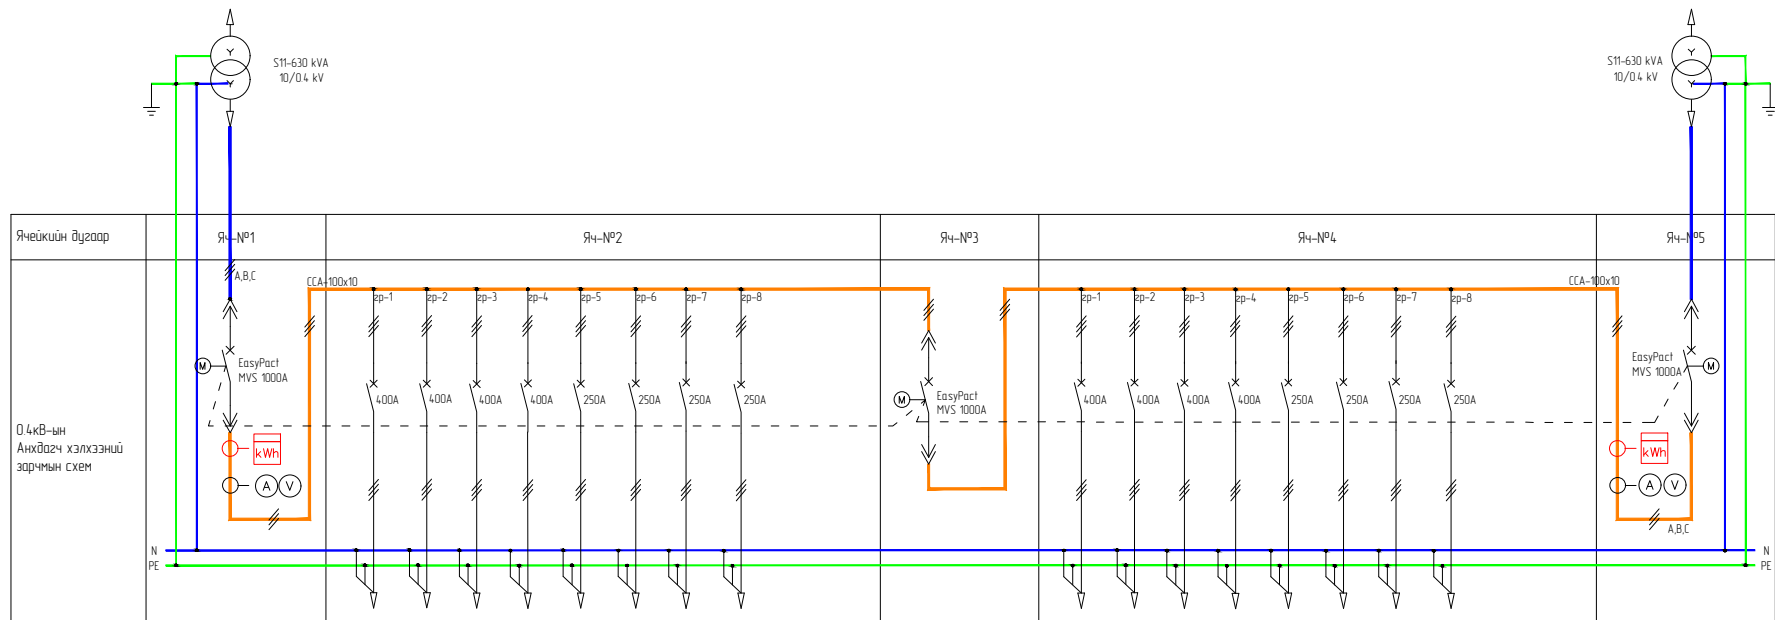 S11-630 kVA
10/0.4 kV
S11-630 kVA
10/0.4 kV
Ячейкийн дугаар
Яч-№1
Яч-№2
Яч-№3
Яч-№4
Яч-№5
A,B,C
CCA-100x10
гр-1
гр-2
гр-3
гр-4
гр-5
гр-6
гр-7
гр-8
гр-1
гр-2
гр-3
гр-4
гр-5
гр-6
гр-7
гр-8
CCA-100x10
M
EasyPact
MVS 1000A
400A
400A
400A
400A
250A
250A
250A
250A
M
EasyPact
MVS 1000A
400A
400A
400A
400A
250A
250A
250A
250A
EasyPact
MVS 1000A
M
0.4кВ-ын
Анхдагч хэлхээний
зарчмын схем
kWh
A V
kWh
A V
A,B,C
N
PE
N
PE